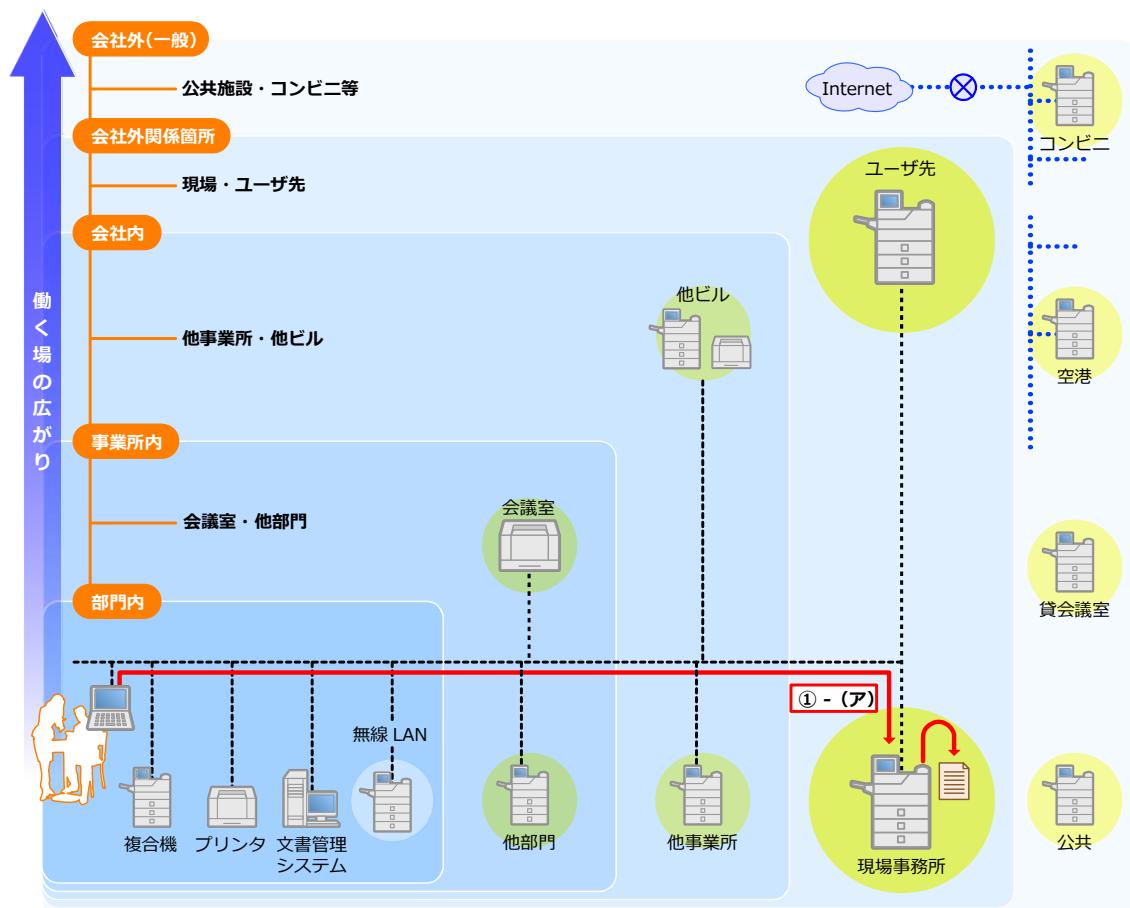 会社外(一般)
公共施設・コンビニ等
Internet
コンビニ
会社外関係箇所
現場・ユーザ先
ユーザ先
会社内
他事業所・他ビル
他ビル
空港
働く場の広がり
事業所内
会議室・他部門
会議室
貸会議室
部門内
① - (ア)
無線 LAN
複合機
プリンタ
文書管理
システム
他部門
他事業所
現場事務所
公共